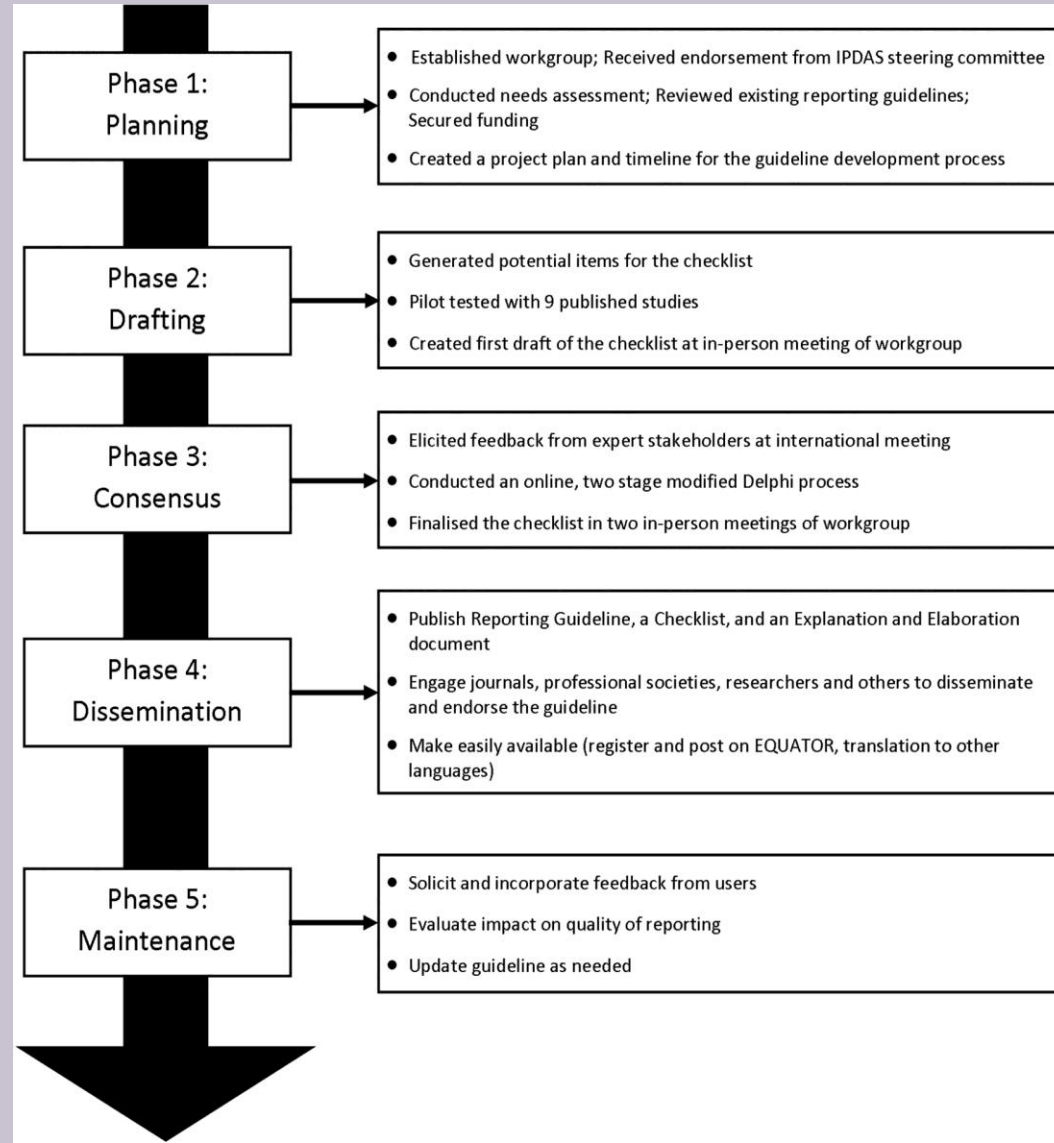 Phase 1:
Planning
• Established workgroup; Received endorsement from IPDAS steering committee
• Conducted needs assessment; Reviewed existing reporting guidelines;
Secured funding
• Created a project plan and timeline for the guideline development process
Phase 2:
Drafting
• Generated potential items for the checklist
• Pilot tested with 9 published studies
• Created first draft of the checklist at in-person meeting of workgroup
Phase 3:
Consensus
• Elicited feedback from expert stakeholders at international meeting
• Conducted an online, two stage modified Delphi process
• Finalised the checklist in two in-person meetings of workgroup
Phase 4:
Dissemination
• Publish Reporting Guideline, a Checklist, and an Explanation and Elaboration
document
• Engage journals, professional societies, researchers and others to disseminate
and endorse the guideline
• Make easily available (register and post on EQUATOR, translation to other
languages)
Phase 5:
Maintenance
• Solicit and incorporate feedback from users
• Evaluate impact on quality of reporting
• Update guideline as needed